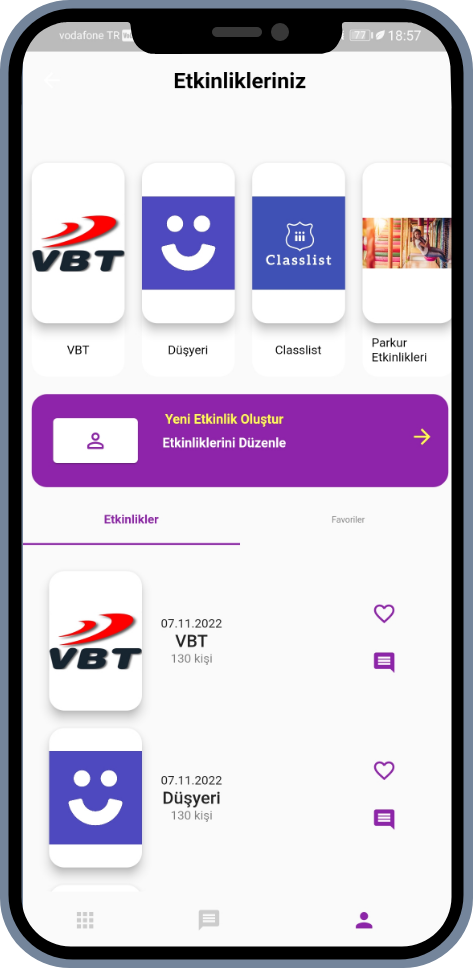 vodafone TR
77 18:57
Etkinlikleriniz
VBT
iii
Classlist
VBT
Düşyeri
Classlist
Parkur
Etkinlikleri
Yeni Etkinlik Oluştur
Etkinliklerini Düzenle
Etkinlikler
Favoriler
VBT
07.11.2022
VBT
130 kişi
07.11.2022
Düşyeri
130 kişi